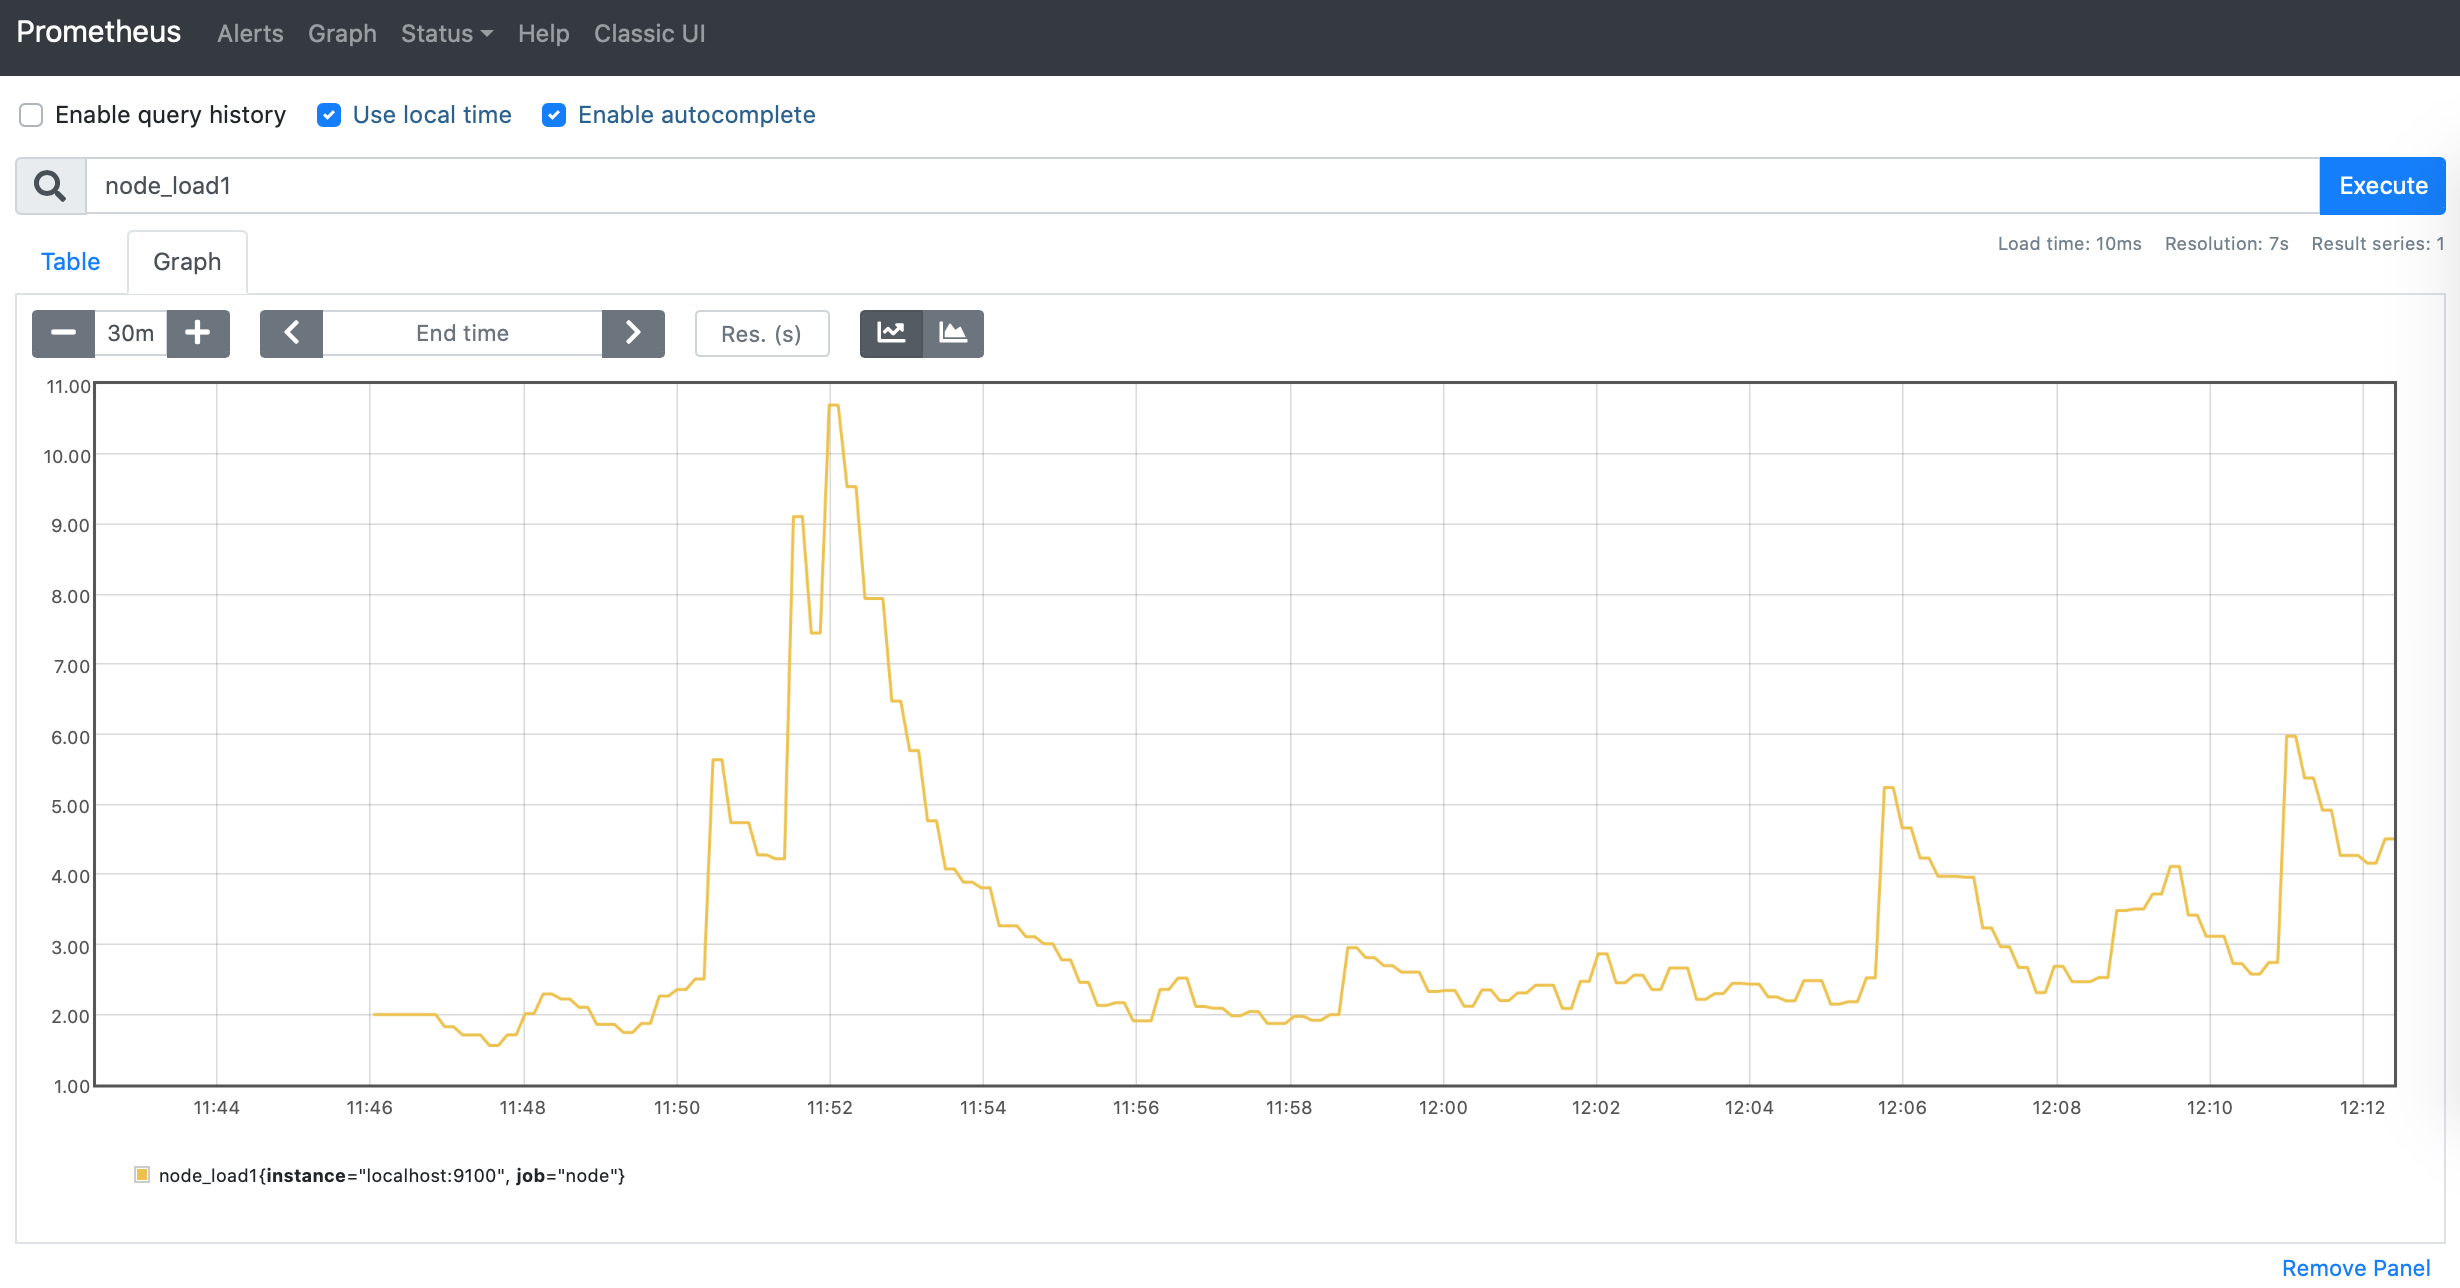 Prometheus Alerts Graph Status Help Classic UI
Enable query history Use local time Enable autocomplete
node_load1 Execute
Load time: 10ms Resolution: 7s Result series: 1
Table Graph
30m End time Res. (s)
11.00
10.00
9.00
8.00
7.00
6.00
5.00
4.00
3.00
2.00
1.00
11:44 11:46 11:48 11:50 11:52 11:54 11:56 11:58 12:00 12:02 12:04 12:06 12:08 12:10 12:12
node_load1{instance="localhost:9100", job="node"}
Remove Panel